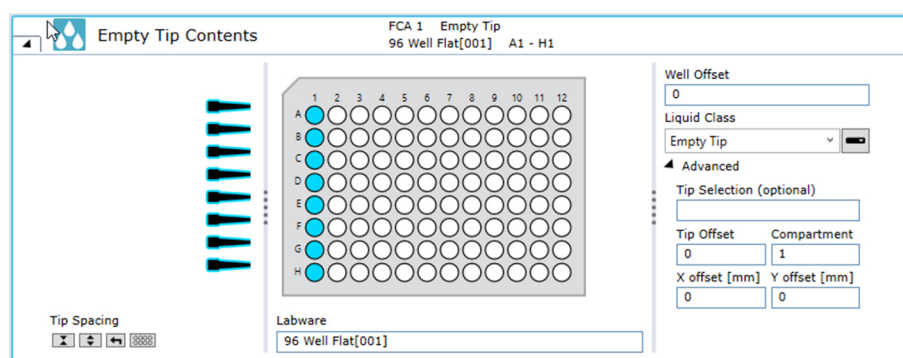 Empty Tip Contents
FCA 1 Empty Tip
96 Well Flat[001] A1 - H1
1 2 3 4 5 6 7 8 9 10 11 12
A
B
C
D
E
F
G
H
Tip Spacing
Labware
96 Well Flat[001]
Well Offset
0
Liquid Class
Empty Tip
Advanced
Tip Selection (optional)
Tip Offset Compartment
0 1
X offset [mm] Y offset [mm]
0 0